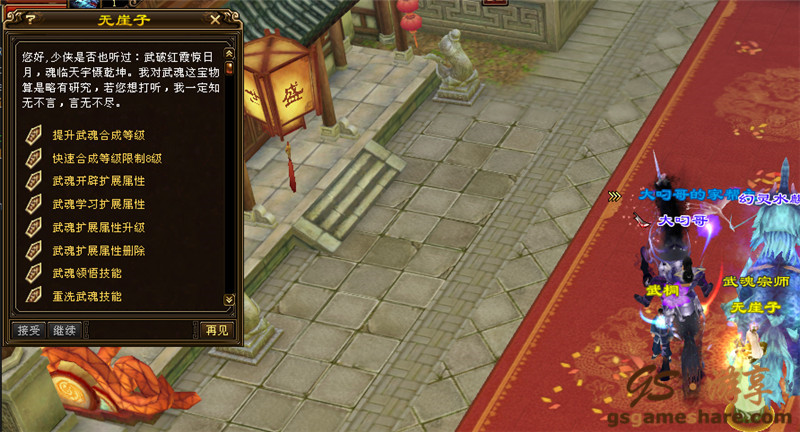 无崖子
您好,少侠是否也听过：武破红霞惊日
月，魂临天宇慑乾坤。我对武魂这宝物
算是略有研究，若您想打听，我一定知
无不言，言无不尽。
提升武魂合成等级
快速合成等级限制8级
武魂开辟扩展属性
武魂学习扩展属性
武魂扩展属性升级
武魂扩展属性删除
武魂领悟技能
重洗武魂技能
接受 继续 再见
盛
大叼哥的家帮
幻灵水麒
大叼哥
武魂宗师
武桐
无崖子
gsgameshare.com